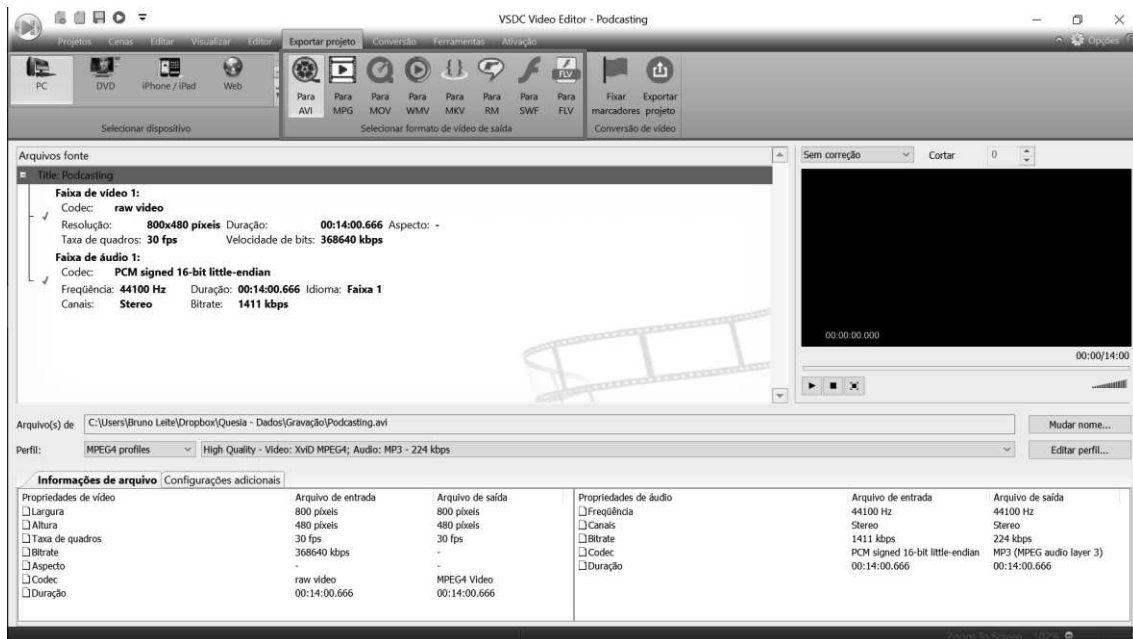 VSDC Video Editor - Podcasting
Projetos Cenas Editar Visualizar Editor Exportar projeto Conversão Ferramentas Ativação Opções
PC DVD iPhone / iPad Web
Para AVI Para MPG Para MOV Para WMV Para MKV Para RM Para SWF Para FLV
FLV
Fixar marcadores Exportar projeto
Selecionar dispositivo Selecionar formato de vídeo de saída Conversão de vídeo
Arquivos fonte
Title: Podcasting
Faixa de vídeo 1:
Codec: raw video
Resolução: 800x480 píxeis Duração: 00:14:00.666 Aspecto: -
Taxa de quadros: 30 fps Velocidade de bits: 368640 kbps
Faixa de áudio 1:
Codec: PCM signed 16-bit little-endian
Freqüência: 44100 Hz Duração: 00:14:00.666 Idioma: Faixa 1
Canais: Stereo Bitrate: 1411 kbps
Sem correção Cortar 0
00:00:00.000
00:00/14:00
Arquivo(s) de C:\Users\Bruno Leite\Dropbox\Quesia - Dados\Gravação\Podcasting.avi Mudar nome...
Perfil: MPEG4 profiles High Quality - Video: XviD MPEG4; Audio: MP3 - 224 kbps Editar perfil...
Informações de arquivo Configurações adicionais
Propriedades de vídeo Arquivo de entrada Arquivo de saída
Largura 800 píxeis 800 píxeis
Altura 480 píxeis 480 píxeis
Taxa de quadros 30 fps 30 fps
Bitrate 368640 kbps -
Aspecto - -
Codec raw video MPEG4 Video
Duração 00:14:00.666 00:14:00.666
Propriedades de áudio Arquivo de entrada Arquivo de saída
Freqüência 44100 Hz 44100 Hz
Canais Stereo Stereo
Bitrate 1411 kbps 224 kbps
Codec PCM signed 16-bit little-endian MP3 (MPEG audio layer 3)
Duração 00:14:00.666 00:14:00.666
Zoom To Screen 102%